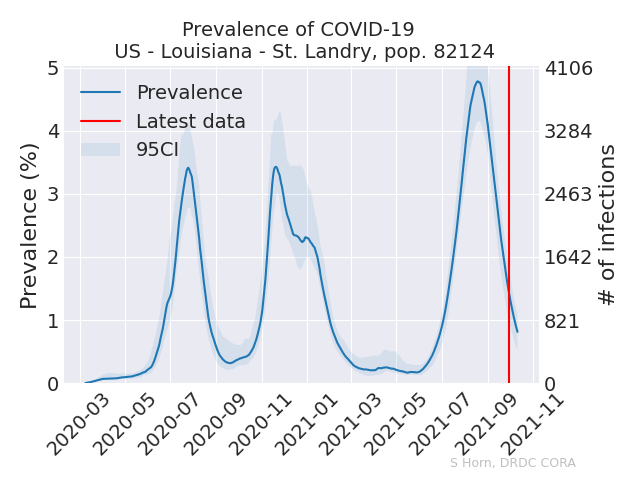 Prevalence of COVID-19
US - Louisiana - St. Landry, pop. 82124
Prevalence
Latest data
95CI
Prevalence (%)
5
4
3
2
1
0
# of infections
4106
3284
2463
1642
821
0
2020-03
2020-05
2020-07
2020-09
2020-11
2021-01
2021-03
2021-05
2021-07
2021-09
2021-11
S Horn, DRDC CORA